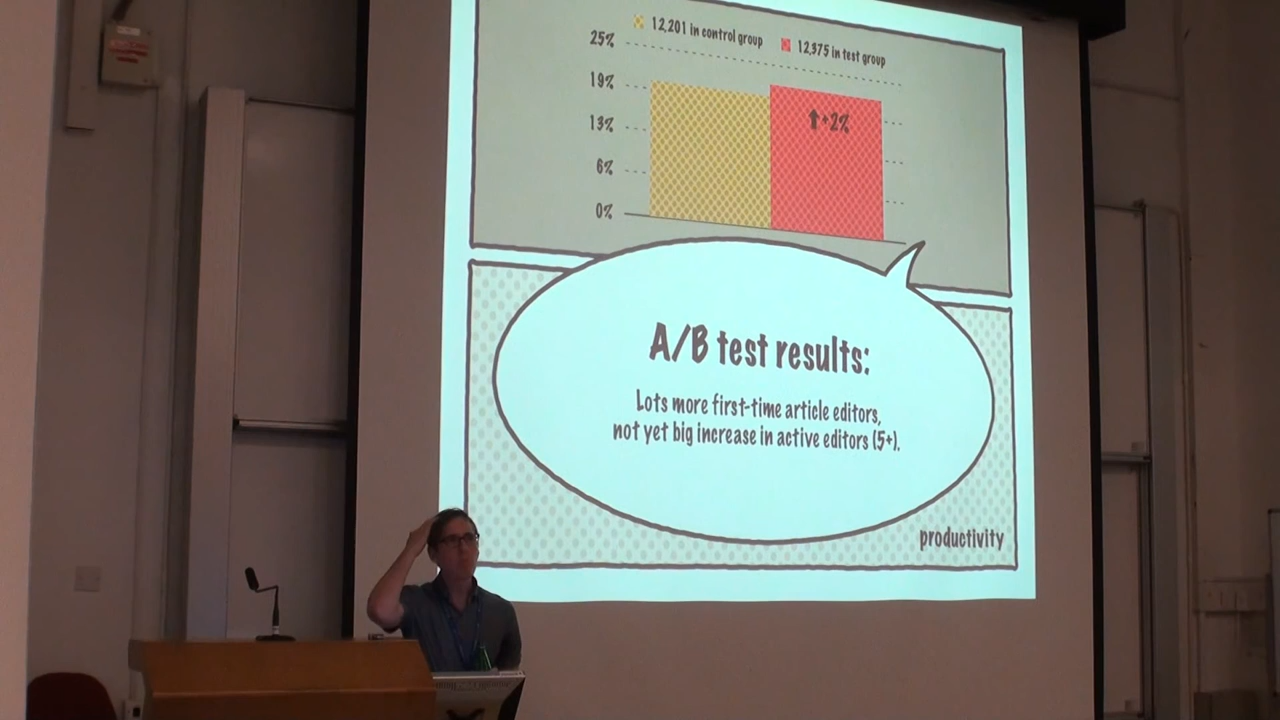 12,201 in control group
12,375 in test group
25%
19%
13%
6%
0%
↑+2%
A/B test results:
Lots more first-time article editors,
not yet big increase in active editors (5+).
productivity